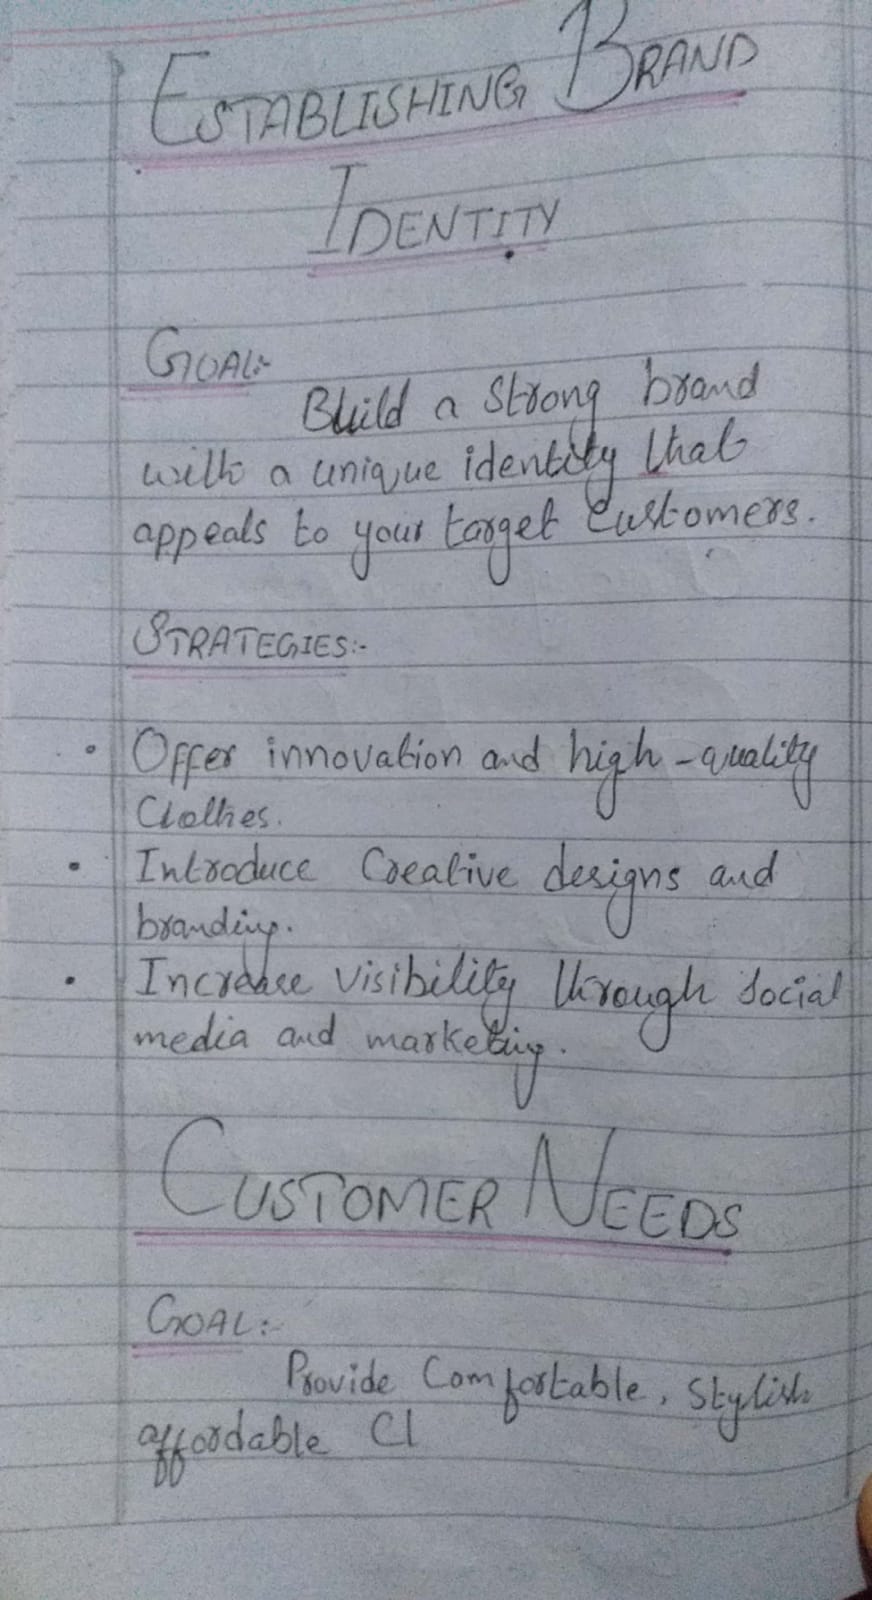 ESTABLISHING BRAND
IDENTITY
GOAL:-
Build a strong brand
with a unique identity that
appeals to your target customers.
STRATEGIES:-
• Offer innovation and high-quality
Clothes.
• Introduce Creative designs and
branding.
• Increase visibility through social
media and marketing.
CUSTOMER NEEDS
GOAL:-
Provide Comfortable, Stylish
affordable Cl